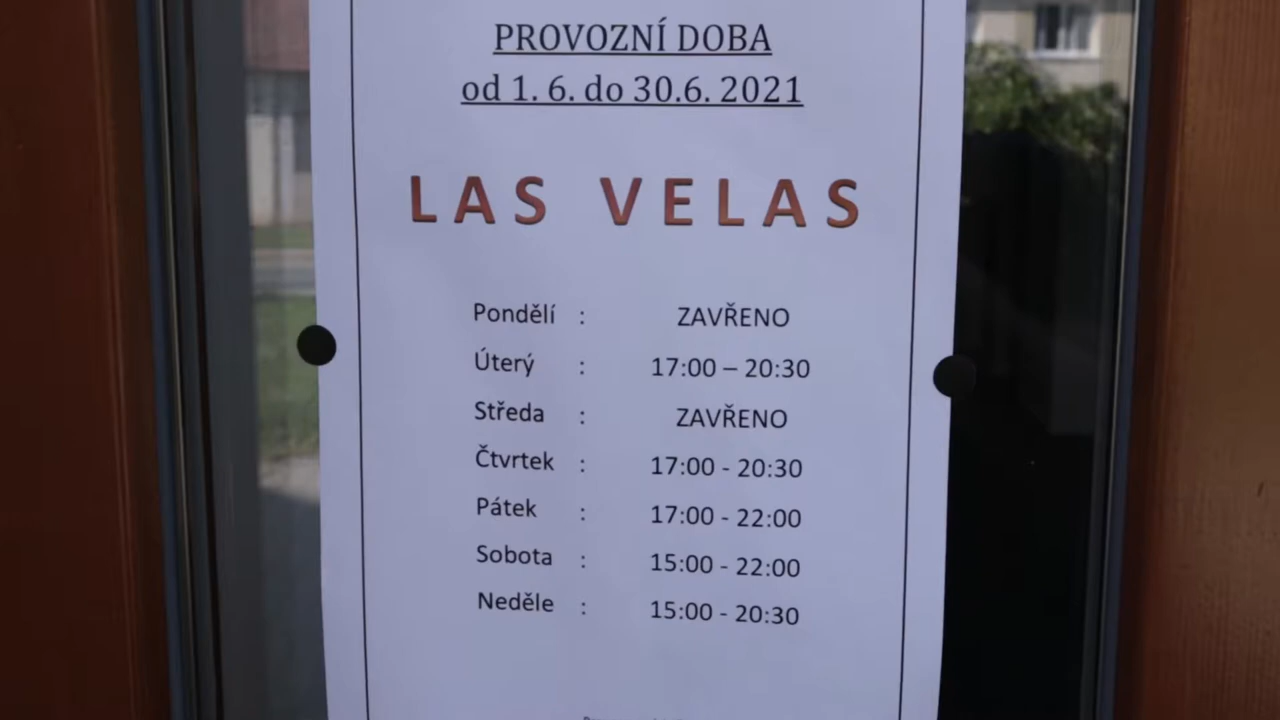 PROVOZNÍ DOBA
od 1. 6. do 30.6. 2021
LAS VELAS
Pondělí : ZAVŘENO
Úterý : 17:00 – 20:30
Středa : ZAVŘENO
Čtvrtek : 17:00 - 20:30
Pátek : 17:00 - 22:00
Sobota : 15:00 - 22:00
Neděle : 15:00 - 20:30